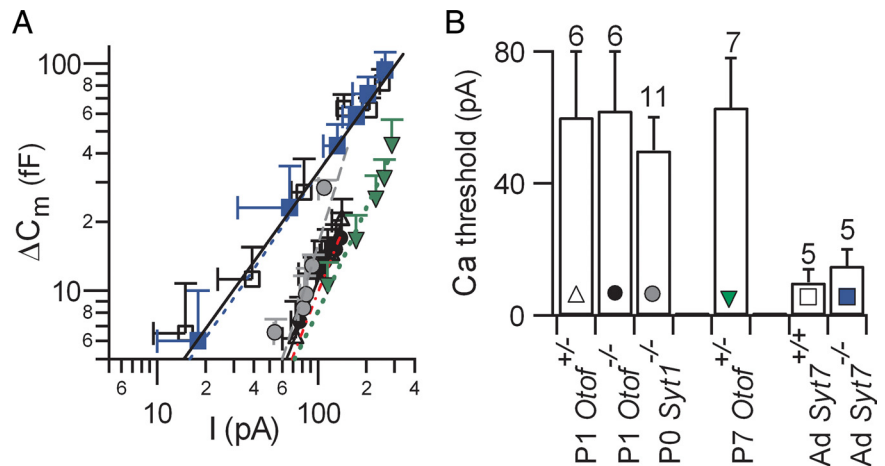 A
ΔCm (fF)
100
8
6
4
2
10
8
6
6
8
10
2
4
6
8
100
2
4
I (pA)
B
Ca threshold (pA)
80
40
0
6
6
11
7
5
5
+/- P1 Otof
-/- P1 Otof
-/- P0 Syt1
+/- P7 Otof
+/+ Ad Syt7
-/- Ad Syt7